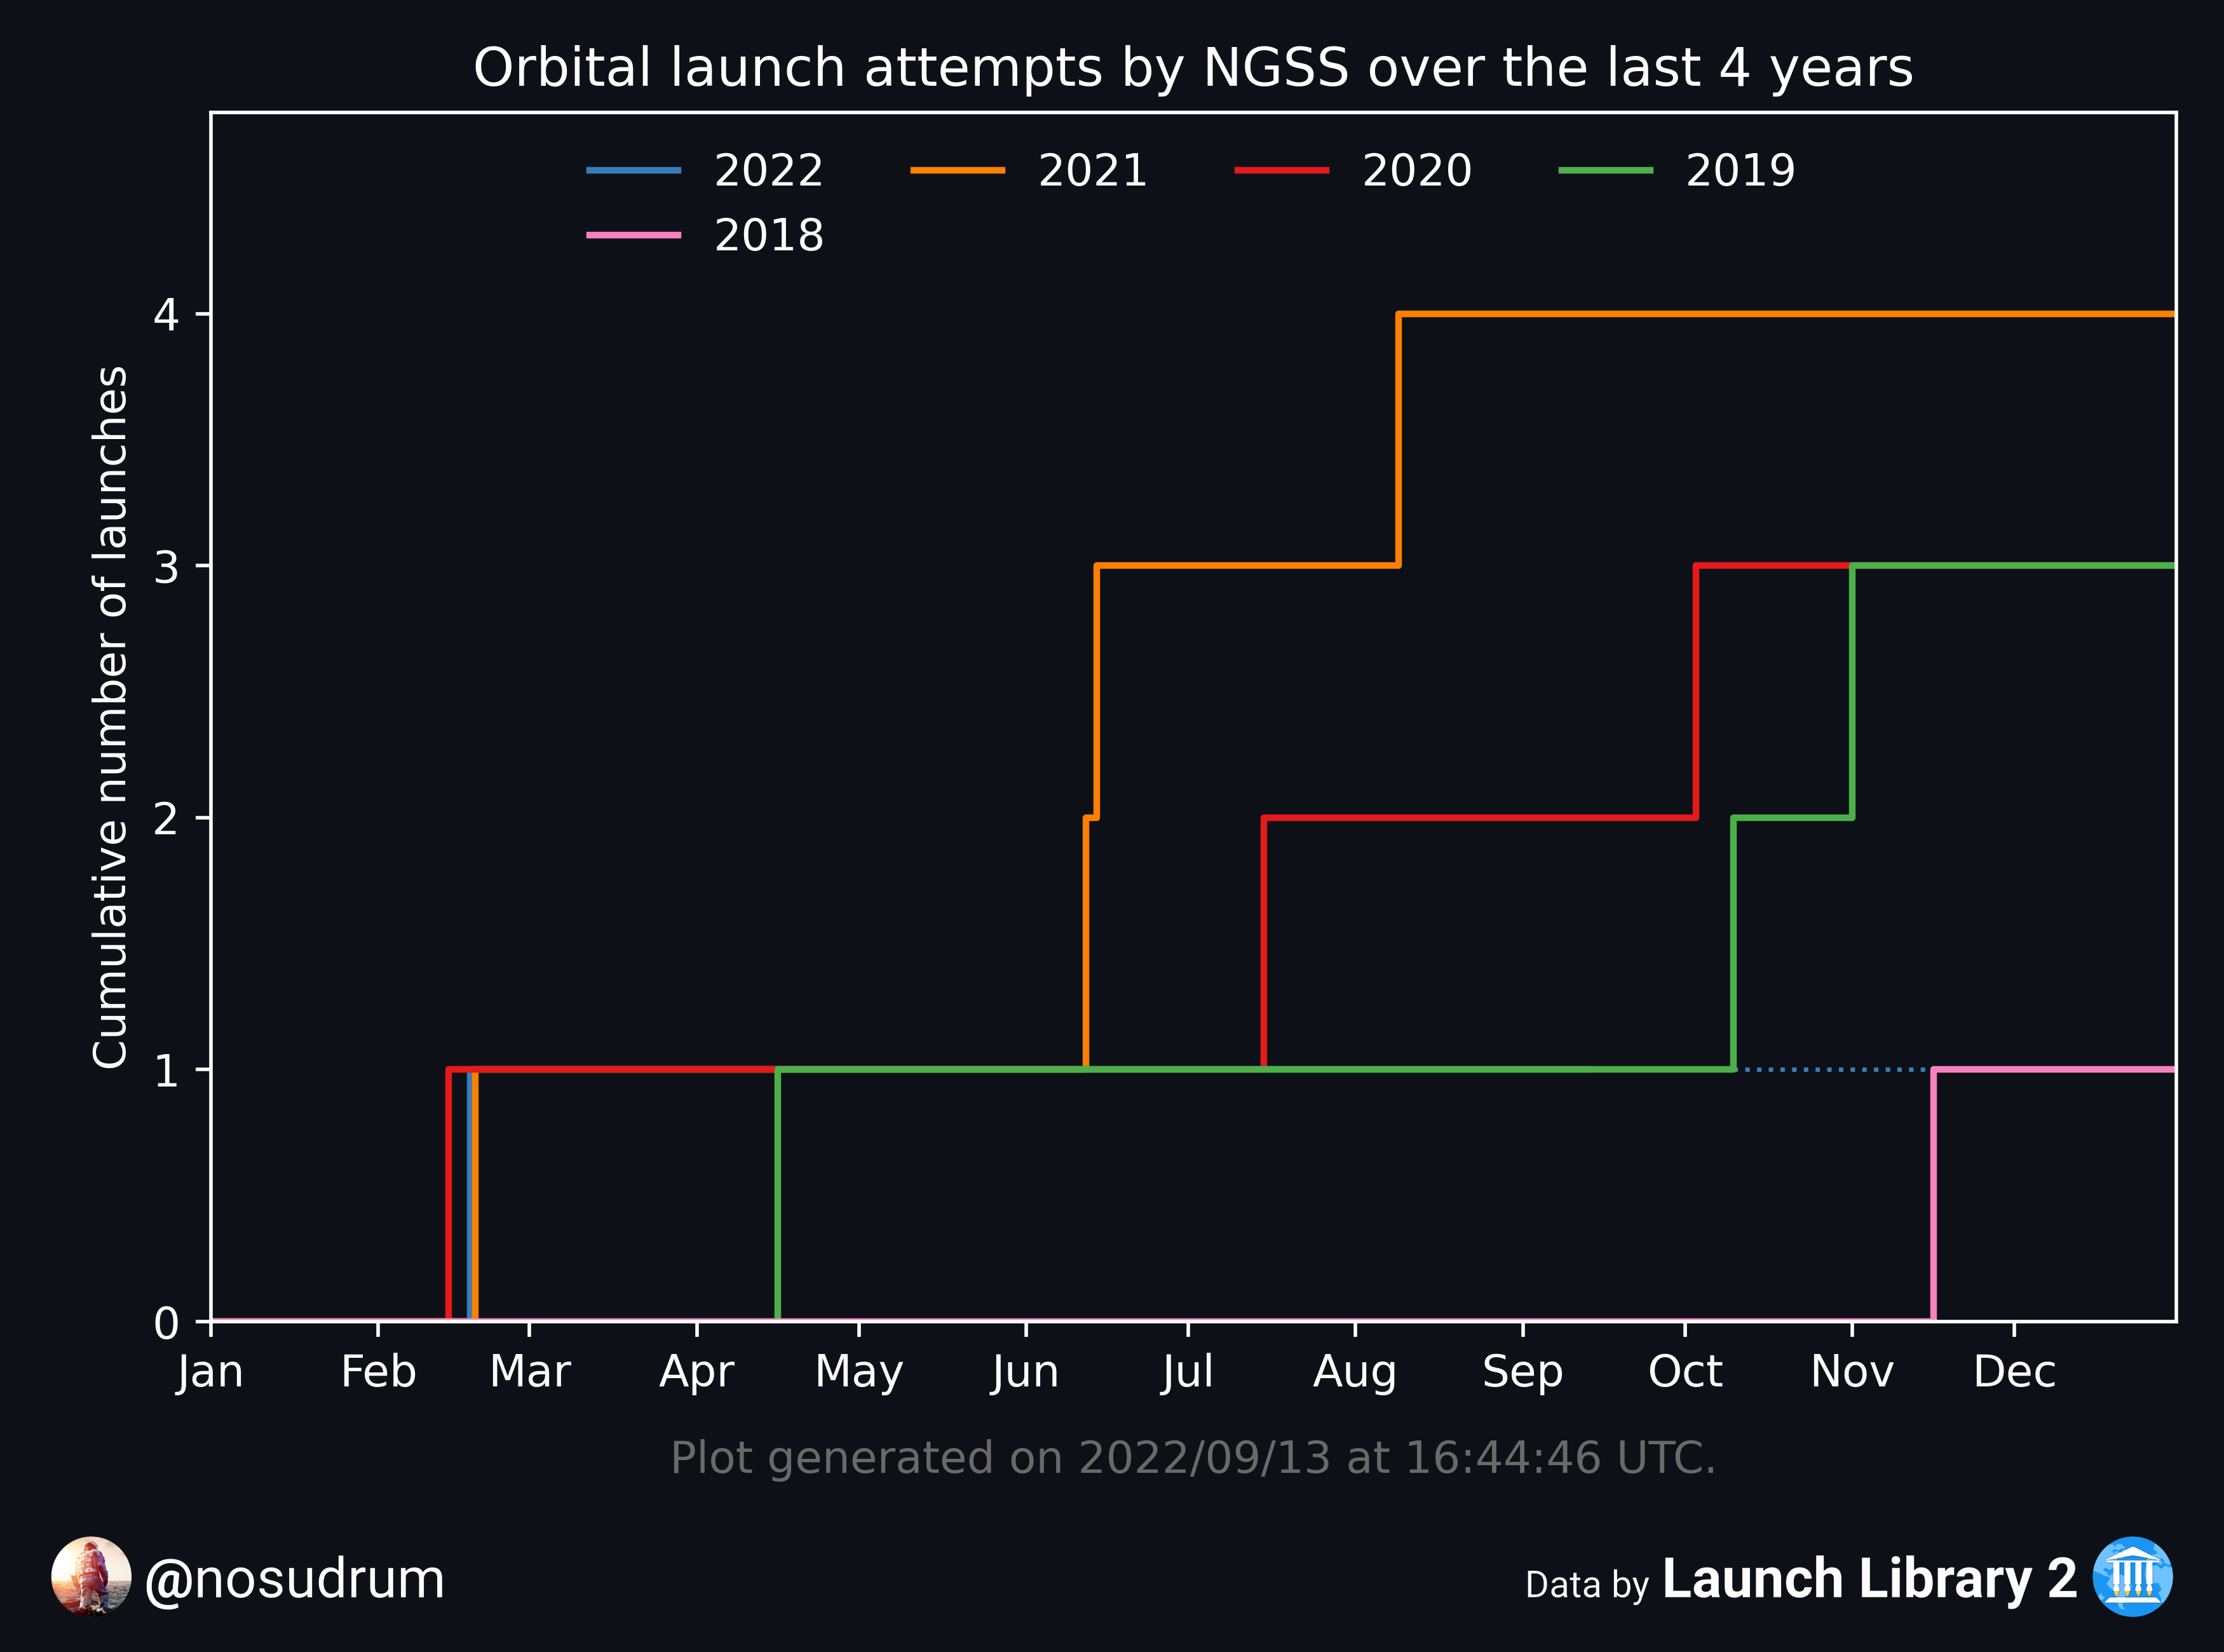 Orbital launch attempts by NGSS over the last 4 years
2022 2021 2020 2019
2018
Cumulative number of launches
4
3
2
1
0
Jan Feb Mar Apr May Jun Jul Aug Sep Oct Nov Dec
Plot generated on 2022/09/13 at 16:44:46 UTC.
@nosudrum
Data by Launch Library 2